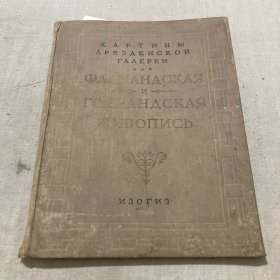 КАРТИНЫ
ДРЕЗДЕНСКОЙ
ГАЛЕРЕИ
ФЛАМАНДСКАЯ
И
ГОЛЛАНДСКАЯ
ЖИВОПИСЬ
ИЗОГИЗ